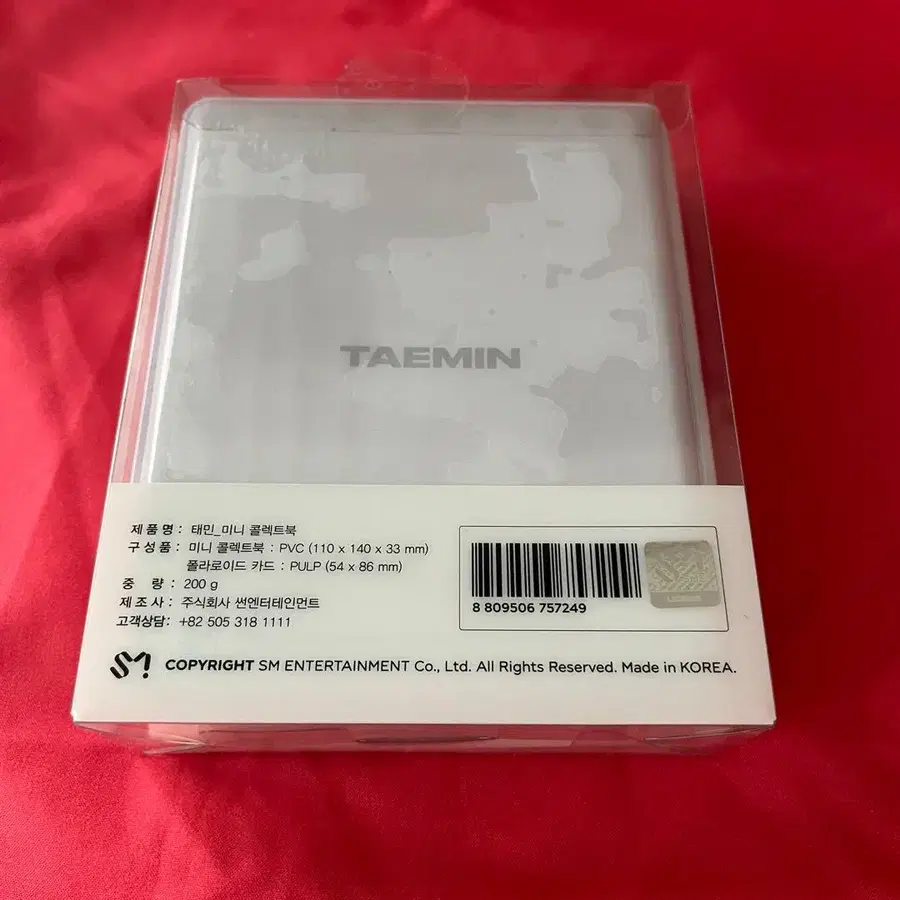 TAEMIN
제 품 명 : 태민_미니 콜렉트북
구 성 품 : 미니 콜렉트북 : PVC (110 x 140 x 33 mm)
폴라로이드 카드 : PULP (54 x 86 mm)
중 량 : 200 g
제 조 사 : 주식회사 썬엔터테인먼트
고객상담: +82 505 318 1111
8 809506 757249
SM! COPYRIGHT SM ENTERTAINMENT Co., Ltd. All Rights Reserved. Made in KOREA.